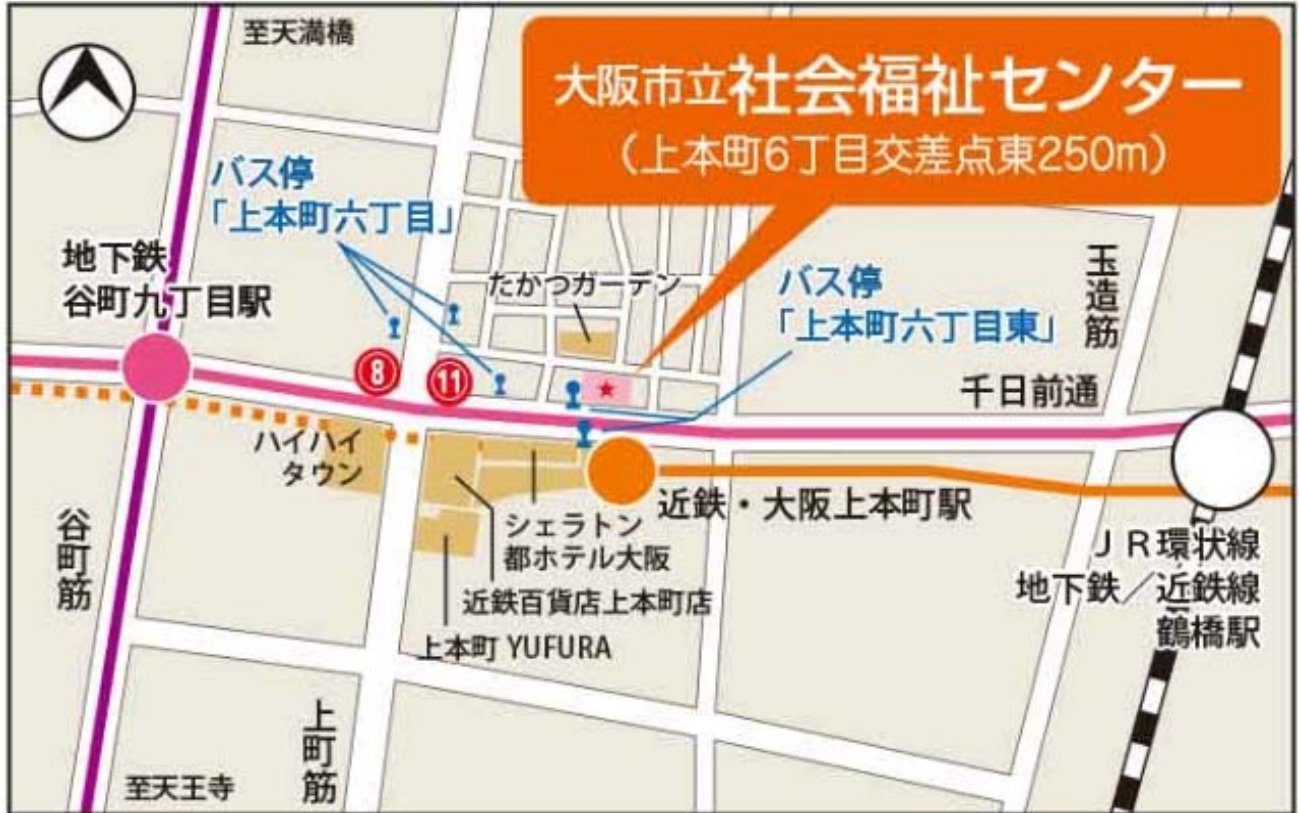 至天満橋
大阪市立社会福祉センター
（上本町6丁目交差点東250m）
バス停
「上本町六丁目」
地下鉄
谷町九丁目駅
たかつガーデン
バス停
「上本町六丁目東」
玉造筋
8
11
千日前通
ハイハイ
タウン
近鉄・大阪上本町駅
シェラトン
都ホテル大阪
近鉄百貨店上本町店
上本町 YUFURA
谷町筋
ＪＲ環状線
地下鉄／近鉄線
鶴橋駅
上町筋
至天王寺